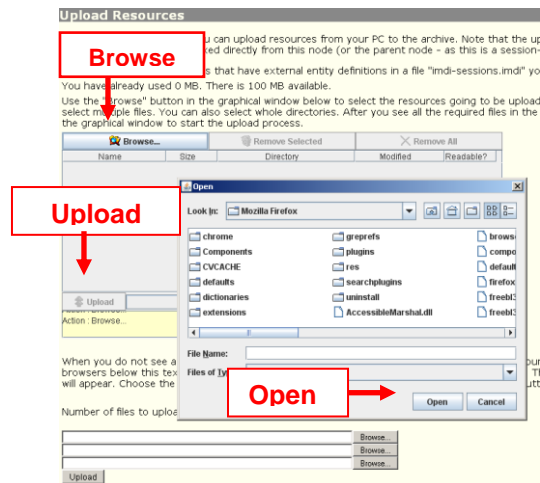 Upload Resources
can upload resources from your PC to the archive. Note that the up
ked directly from this node (or the parent node - as this is a session-
Browse
s that have external entity definitions in a file "imdi-sessions.imdi" yo
You have already used 0 MB. There is 100 MB available.
Use the "Browse" button in the graphical window below to select the resources going to be upload
select multiple files. You can also select whole directories. After you see all the required files in the
the graphical window to start the upload process.
Browse... Remove Selected Remove All
Name Size Directory Modified Readable?
Open
Upload
Look In: Mozilla Firefox
chrome greprefs brows
Components plugins compo
CVCACHE res default
defaults searchplugins firefox
dictionaries uninstall freebl3
extensions AccessibleMarshal.dll freebl3
Upload
Action : Browse...
Action : Browse...
File Name:
When you do not see a
browsers below this tex
Files of Ty
will appear. Choose the
Open
Open Cancel
Number of files to uploa
Browse...
Browse...
Browse...
Upload